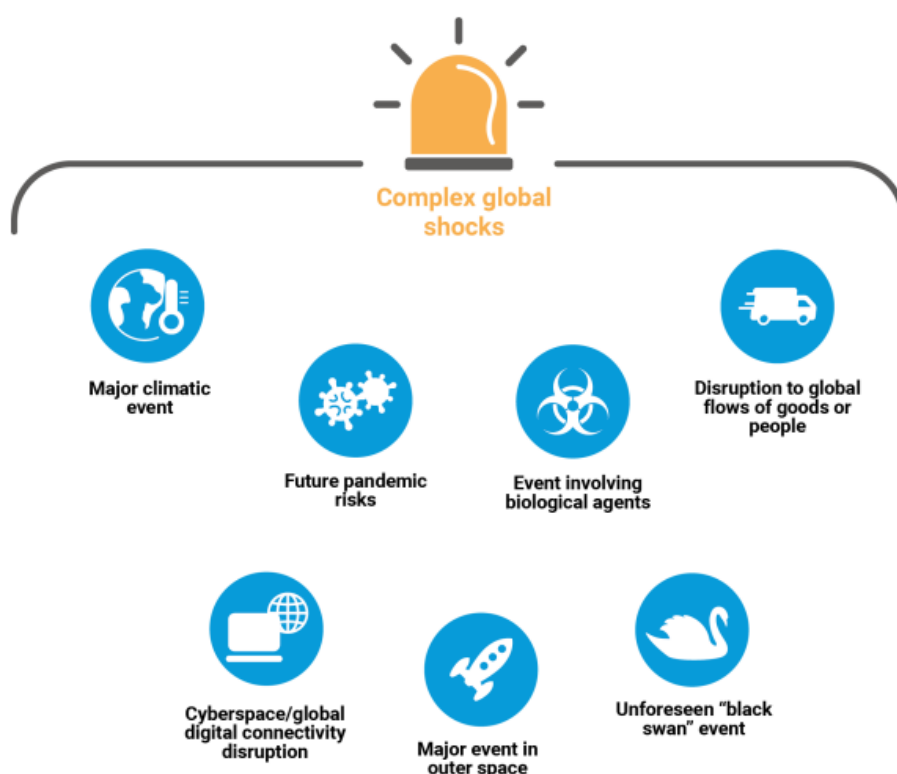 Complex global
shocks
Major climatic
event
Disruption to global
flows of goods or
people
Future pandemic
risks
Event involving
biological agents
Cyberspace/global
digital connectivity
disruption
Major event in
outer space
Unforeseen “black
swan” event